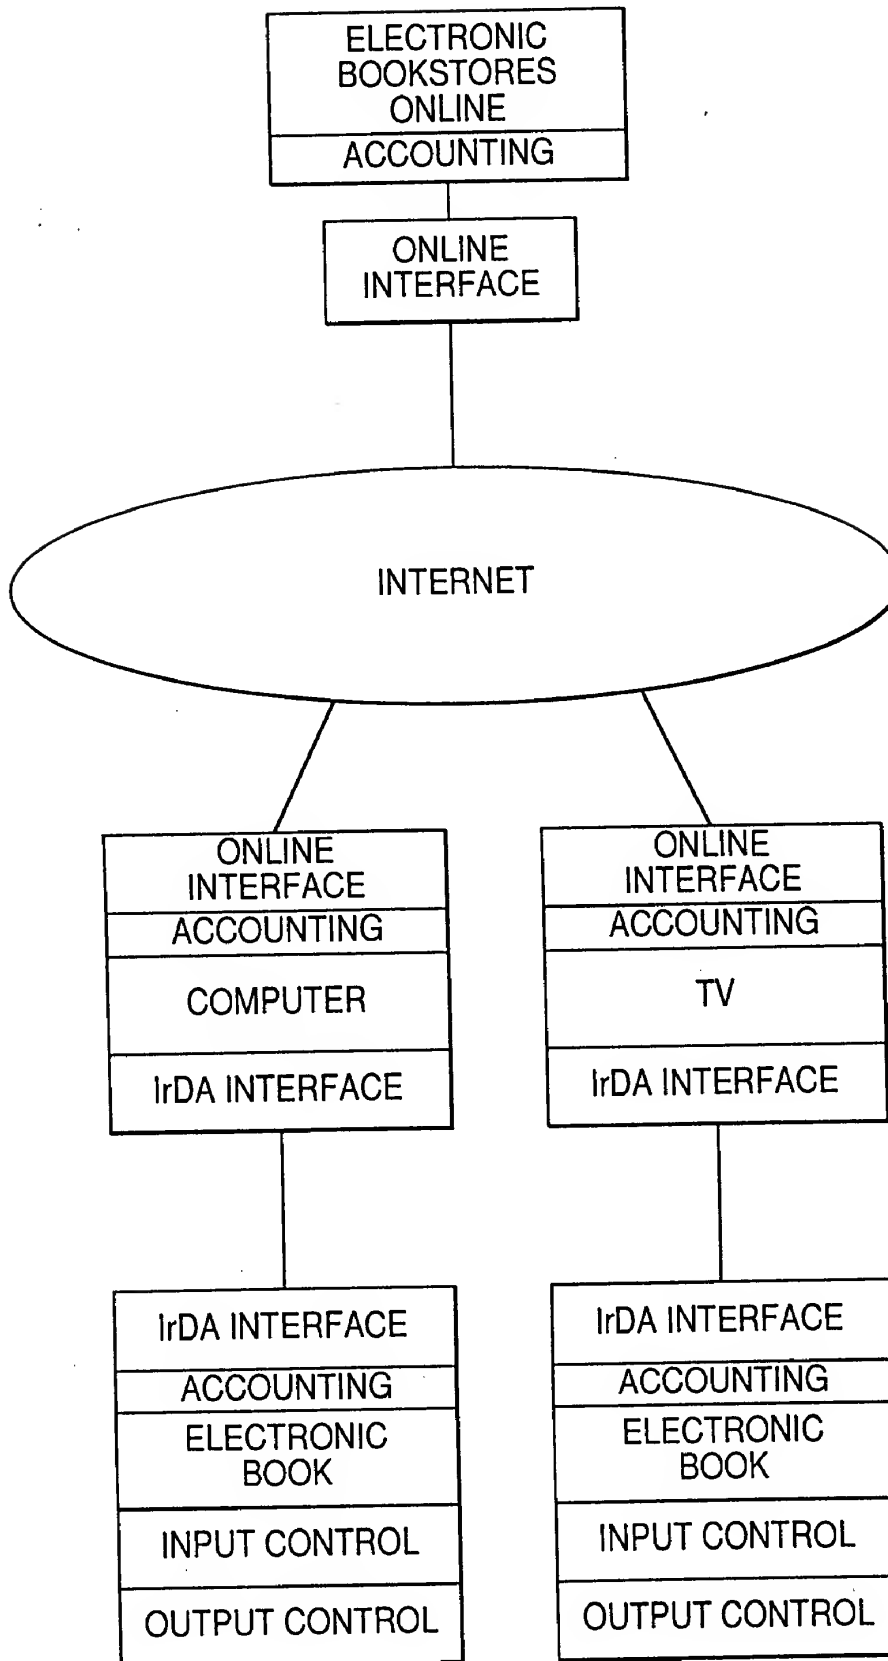 ELECTRONIC
BOOKSTORES
ONLINE
ACCOUNTING
ONLINE
INTERFACE
INTERNET
ONLINE
INTERFACE
ACCOUNTING
COMPUTER
IrDA INTERFACE
ONLINE
INTERFACE
ACCOUNTING
TV
IrDA INTERFACE
IrDA INTERFACE
ACCOUNTING
ELECTRONIC
BOOK
INPUT CONTROL
OUTPUT CONTROL
IrDA INTERFACE
ACCOUNTING
ELECTRONIC
BOOK
INPUT CONTROL
OUTPUT CONTROL